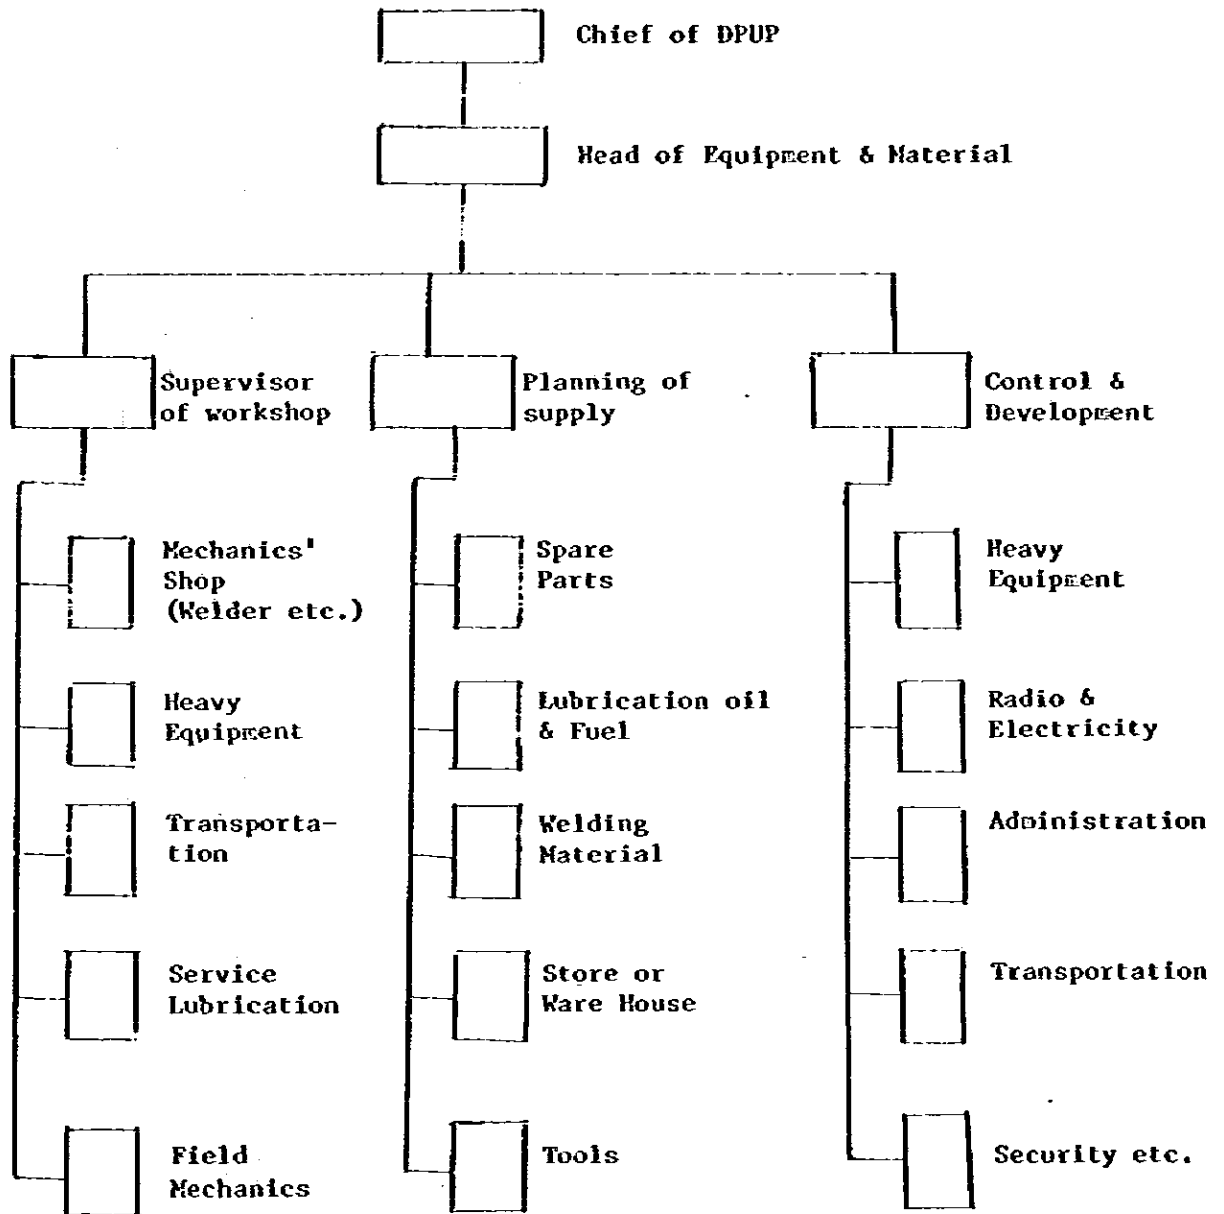 Chief of DPUP
Head of Equipment & Material
Supervisor
of workshop
Planning of
supply
Control &
Development
Mechanics'
Shop
(Welder etc.)
Heavy
Equipment
Transporta-
tion
Service
Lubrication
Field
Mechanics
Spare
Parts
Lubrication oil
& Fuel
Welding
Material
Store or
Ware House
Tools
Heavy
Equipment
Radio &
Electricity
Administration
Transportation
Security etc.